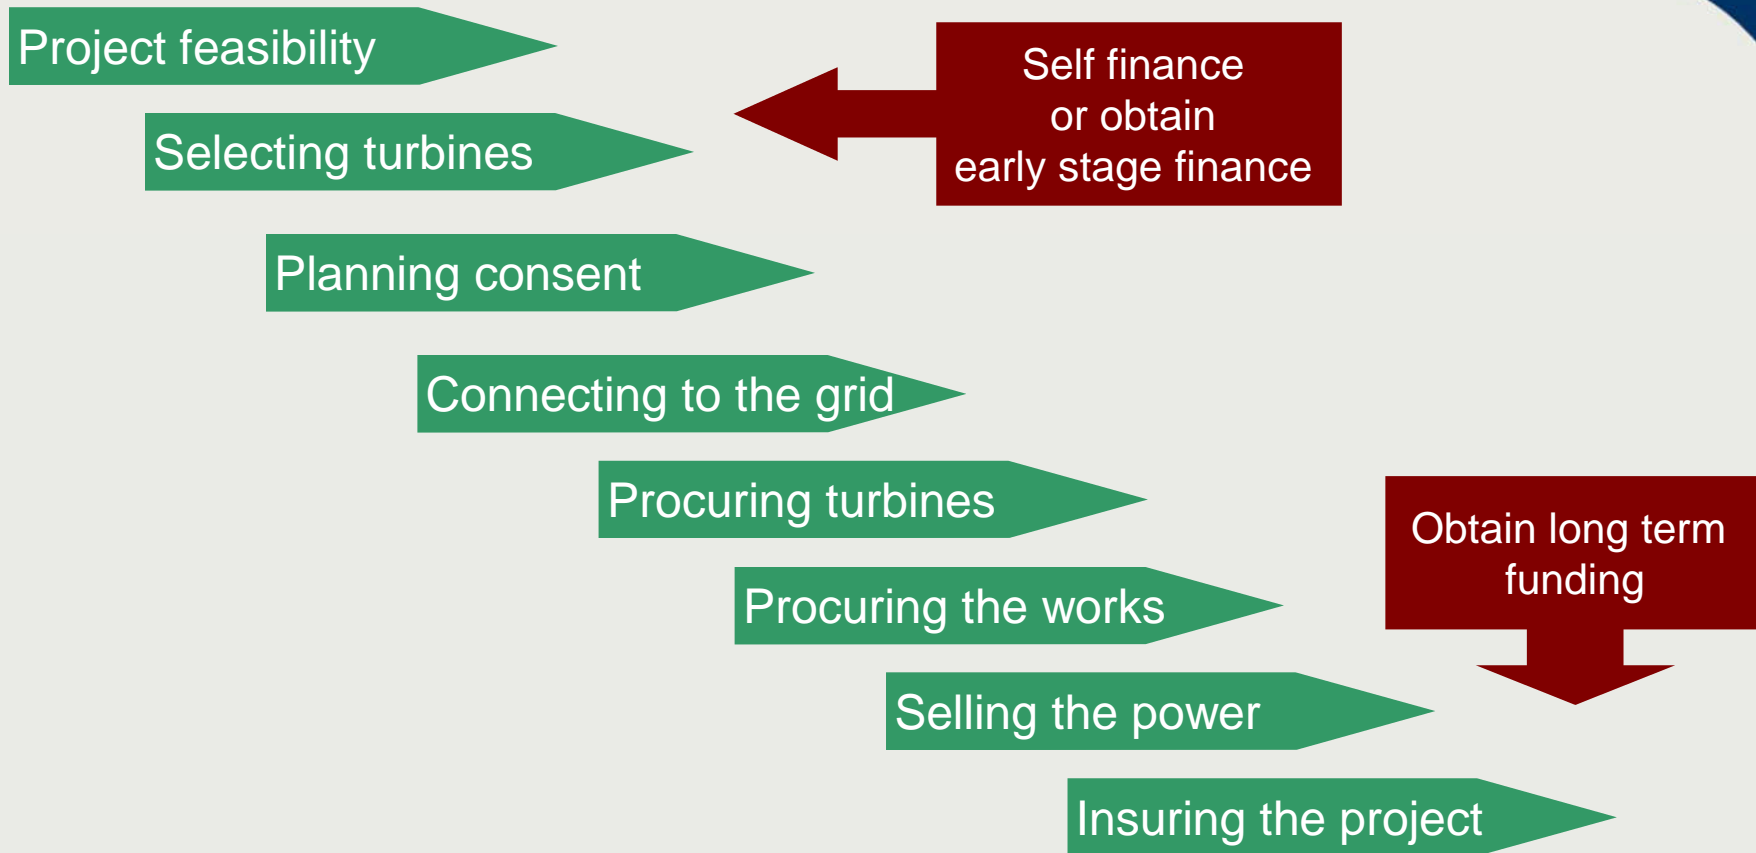 Project feasibility
Self finance
or obtain
early stage finance
Selecting turbines
Planning consent
Connecting to the grid
Procuring turbines
Obtain long term
funding
Procuring the works
Selling the power
Insuring the project